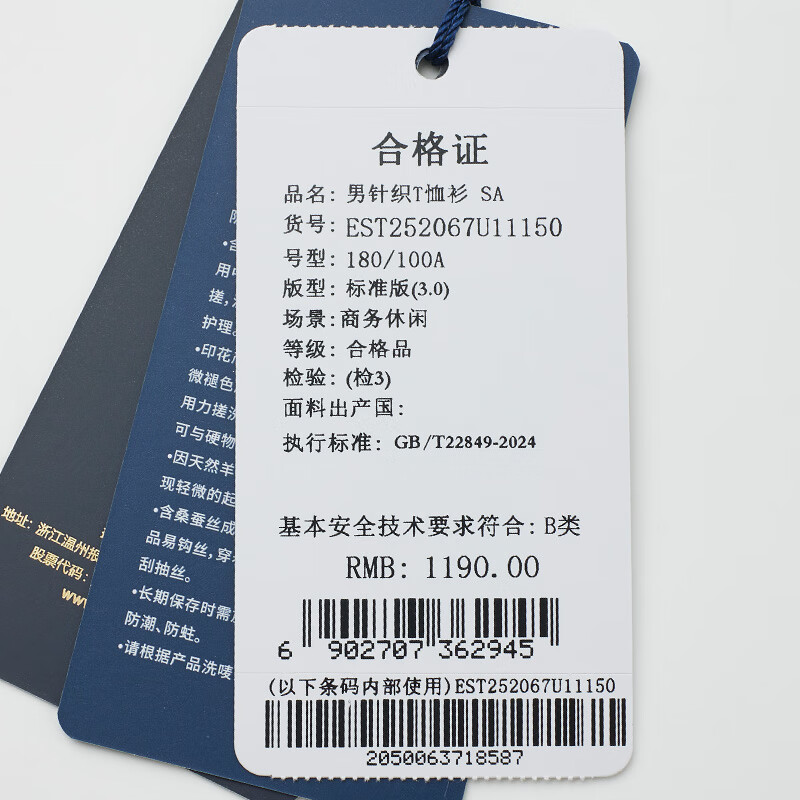 合格证
品名: 男针织T恤衫 SA
货号: EST252067U11150
号型: 180/100A
版型: 标准版(3.0)
场景: 商务休闲
等级: 合格品
检验: (检3)
面料出产国:
执行标准: GB/T22849-2024
基本安全技术要求符合: B类
RMB: 1190.00
6 902707 362945
(以下条码内部使用)EST252067U11150
2050063718587
用力搓洗
可与硬物
•因天然羊
现轻微的起
•含桑蚕丝成
品易钩丝,穿
刮抽丝。
•长期保存时需
防潮、防蛀。
•请根据产品洗唛
护理。
•印花
微褪色
地址: 浙江温州
股票代码:
www.